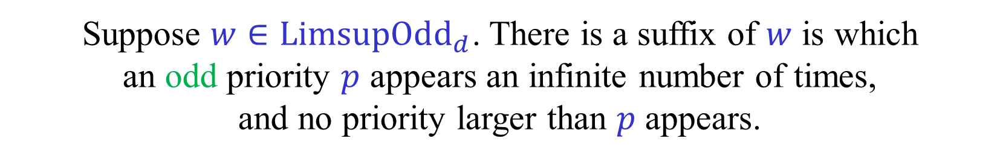 Suppose w ∈ LimsupOdd_d. There is a suffix of w is which
an odd priority p appears an infinite number of times,
and no priority larger than p appears.